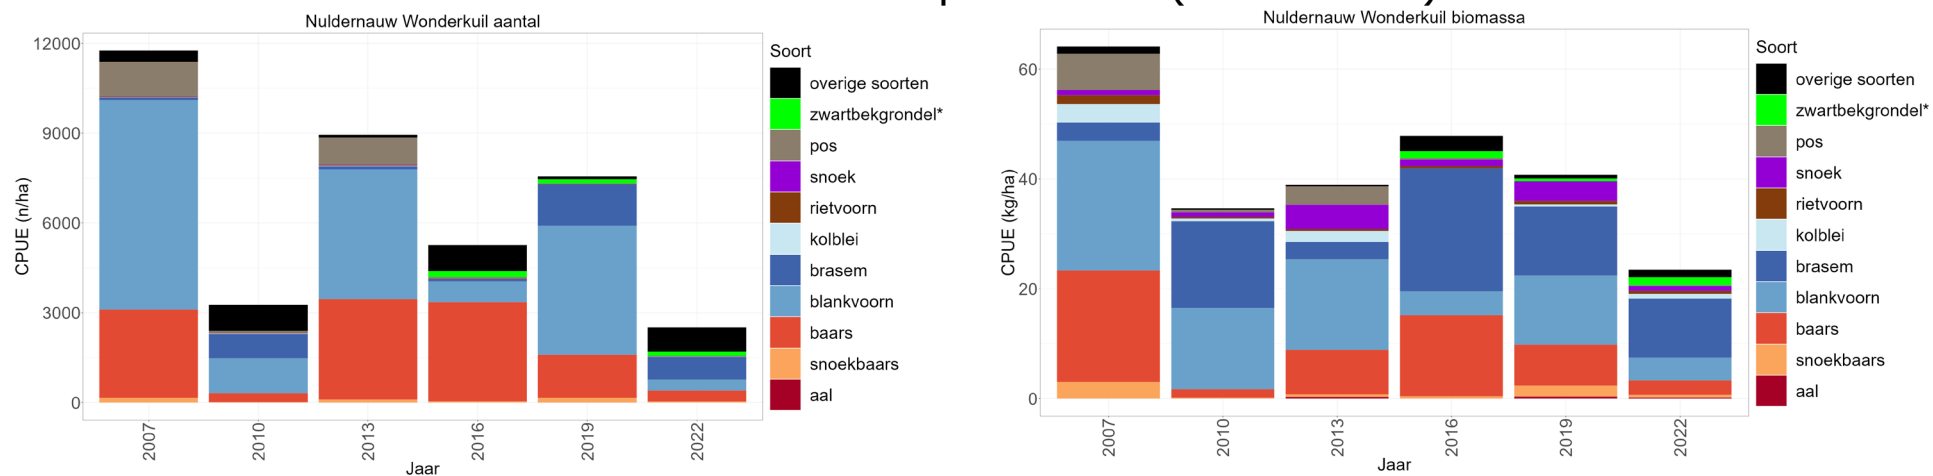 Nuldernauw Wonderkuil aantal
CPUE (n/ha)
12000
9000
6000
3000
0
2007
2010
2013
2016
2019
2022
Jaar
Soort
overige soorten
zwartbekgrondel*
pos
snoek
rietvoorn
kolblei
brasem
blankvoorn
baars
snoekbaars
aal
Nuldernauw Wonderkuil biomassa
CPUE (kg/ha)
60
40
20
0
2007
2010
2013
2016
2019
2022
Jaar
Soort
overige soorten
zwartbekgrondel*
pos
snoek
rietvoorn
kolblei
brasem
blankvoorn
baars
snoekbaars
aal